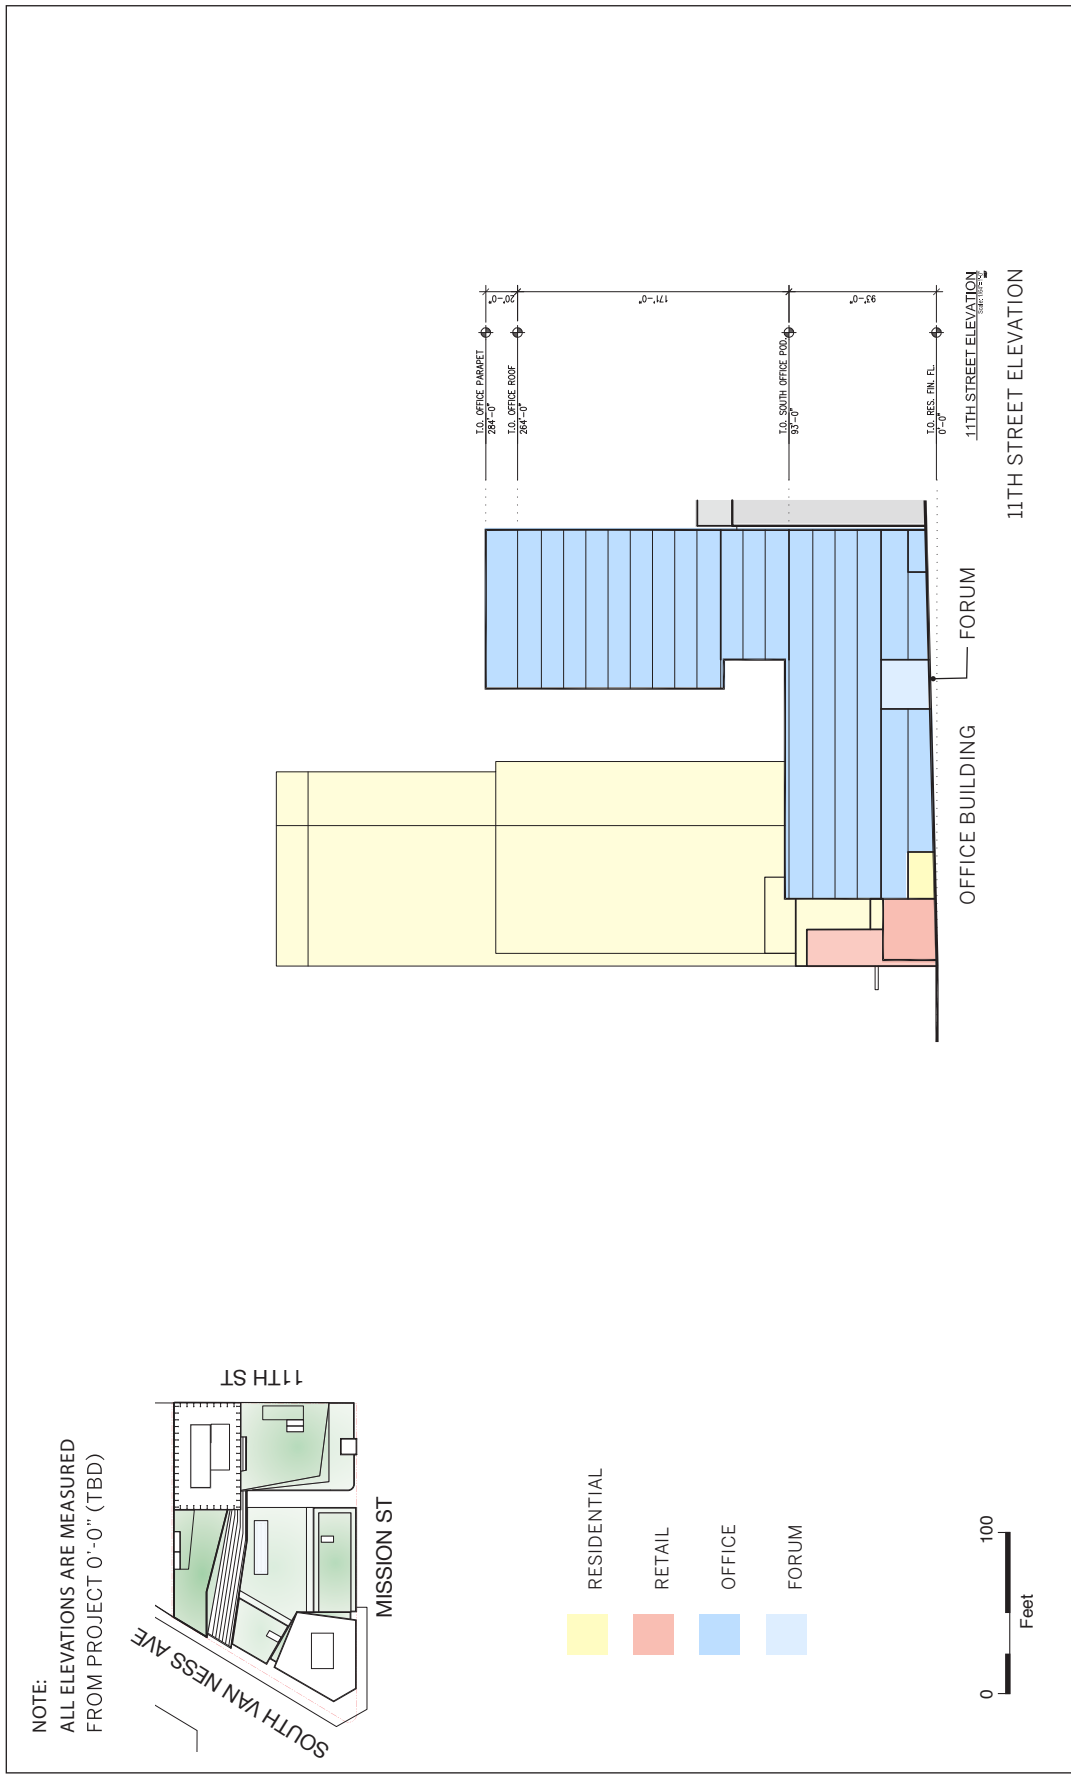 NOTE:
ALL ELEVATIONS ARE MEASURED
FROM PROJECT 0'-0" (TBD)
SOUTH VAN NESS AVE
MISSION ST
11TH ST
RESIDENTIAL
RETAIL
OFFICE
FORUM
0
100
Feet
T.O. OFFICE PARAPET
284'-0"
T.O. OFFICE ROOF
264'-0"
T.O. SOUTH OFFICE POD.
93'-0"
T.O. RES. FIN. FL.
0'-0"
20'-0"
171'-0"
93'-0"
OFFICE BUILDING
FORUM
11TH STREET ELEVATION
11TH STREET ELEVATION